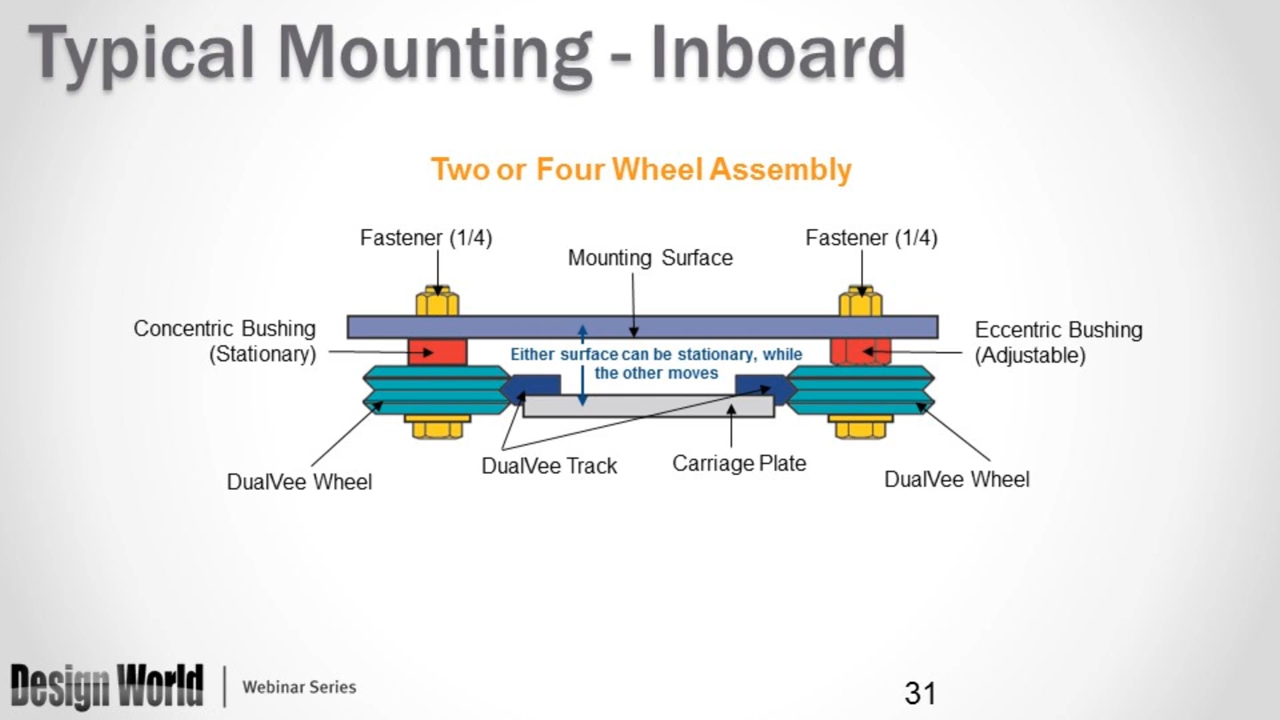 Typical Mounting - Inboard
Two or Four Wheel Assembly
Fastener (1/4)
Mounting Surface
Fastener (1/4)
Concentric Bushing
(Stationary)
Either surface can be stationary, while
the other moves
Eccentric Bushing
(Adjustable)
DualVee Wheel
DualVee Track
Carriage Plate
DualVee Wheel
Design World
Webinar Series
31